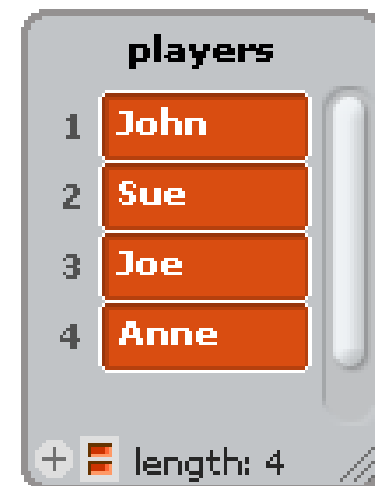 players
1 John
2 Sue
3 Joe
4 Anne
+ = length: 4